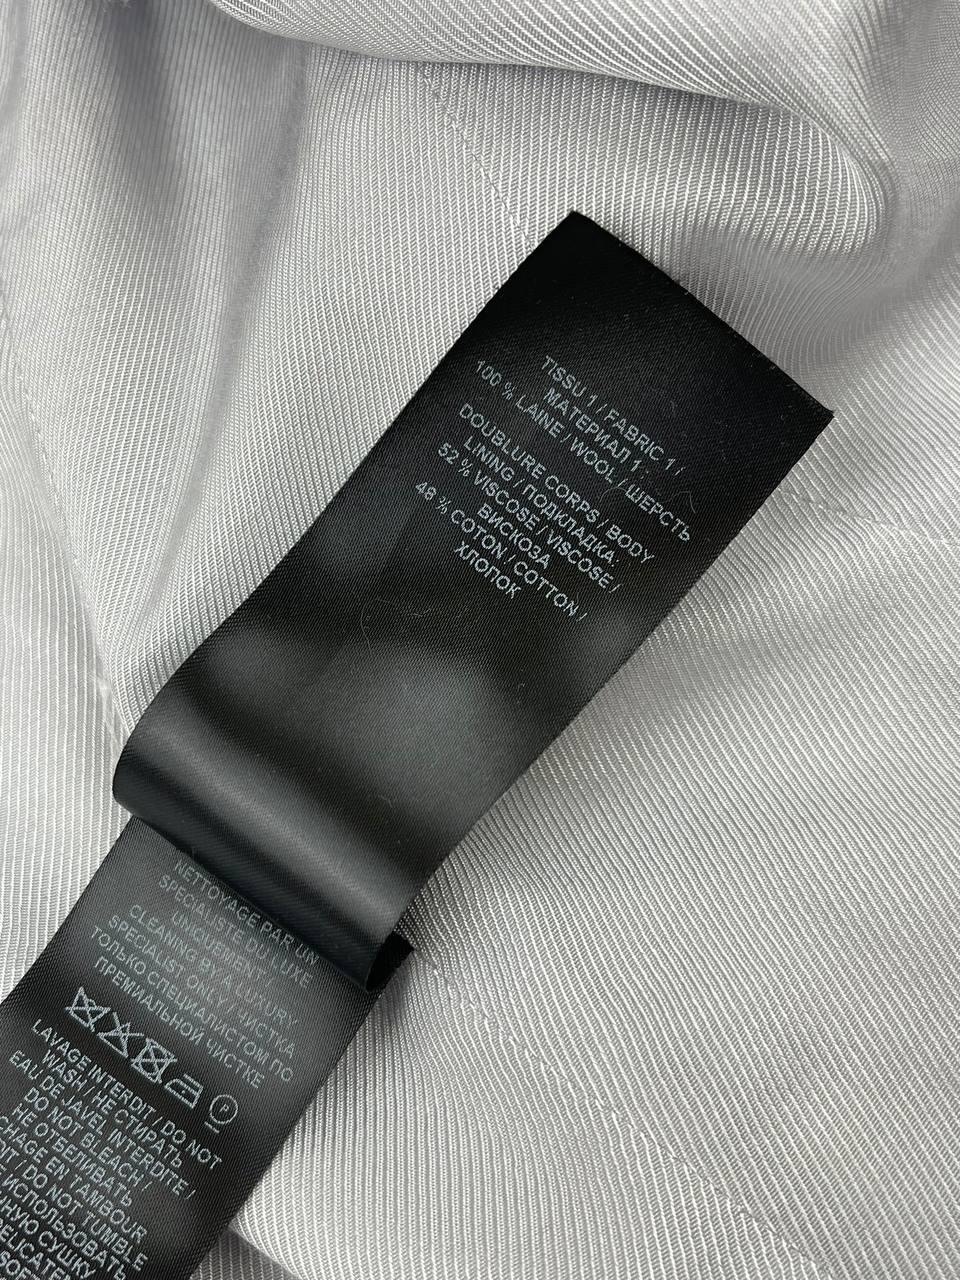 TISSU 1 / FABRIC 1 /
МАТЕРИАЛ 1 :
100 % LAINE / WOOL / ШЕРСТЬ
DOUBLURE CORPS / BODY
LINING / ПОДКЛАДКА:
52 % VISCOSE / VISCOSE /
ВИСКОЗА
48 % COTON / COTTON /
ХЛОПОК
NETTOYAGE PAR UN
SPECIALISTE DU LUXE
UNIQUEMENT /
CLEANING BY A LUXURY
SPECIALIST ONLY / ЧИСТКА
ТОЛЬКО СПЕЦИАЛИСТОМ ПО
ПРЕМИАЛЬНОЙ ЧИСТКЕ
P
LAVAGE INTERDIT / DO NOT
WASH / НЕ СТИРАТЬ
EAU DE JAVEL INTERDITE /
DO NOT BLEACH /
НЕ ОТБЕЛИВАТЬ
EN TAMBOUR
/ DO NOT TUMBLE
ИСПОЛЬЗОВАТЬ
СУШКУ